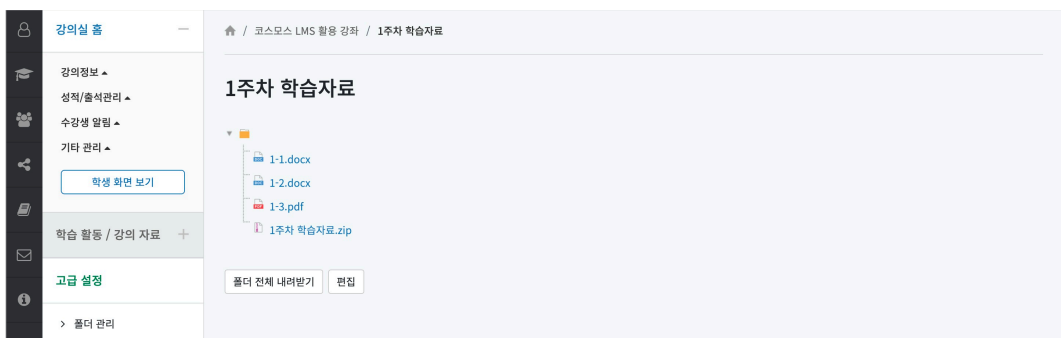 강의실 홈
강의정보
성적/출석관리
수강생 알림
기타 관리
학생 화면 보기
학습 활동 / 강의 자료
고급 설정
> 폴더 관리
/ 코스모스 LMS 활용 강좌 / 1주차 학습자료
1주차 학습자료
1-1.docx
1-2.docx
1-3.pdf
1주차 학습자료.zip
폴더 전체 내려받기 편집